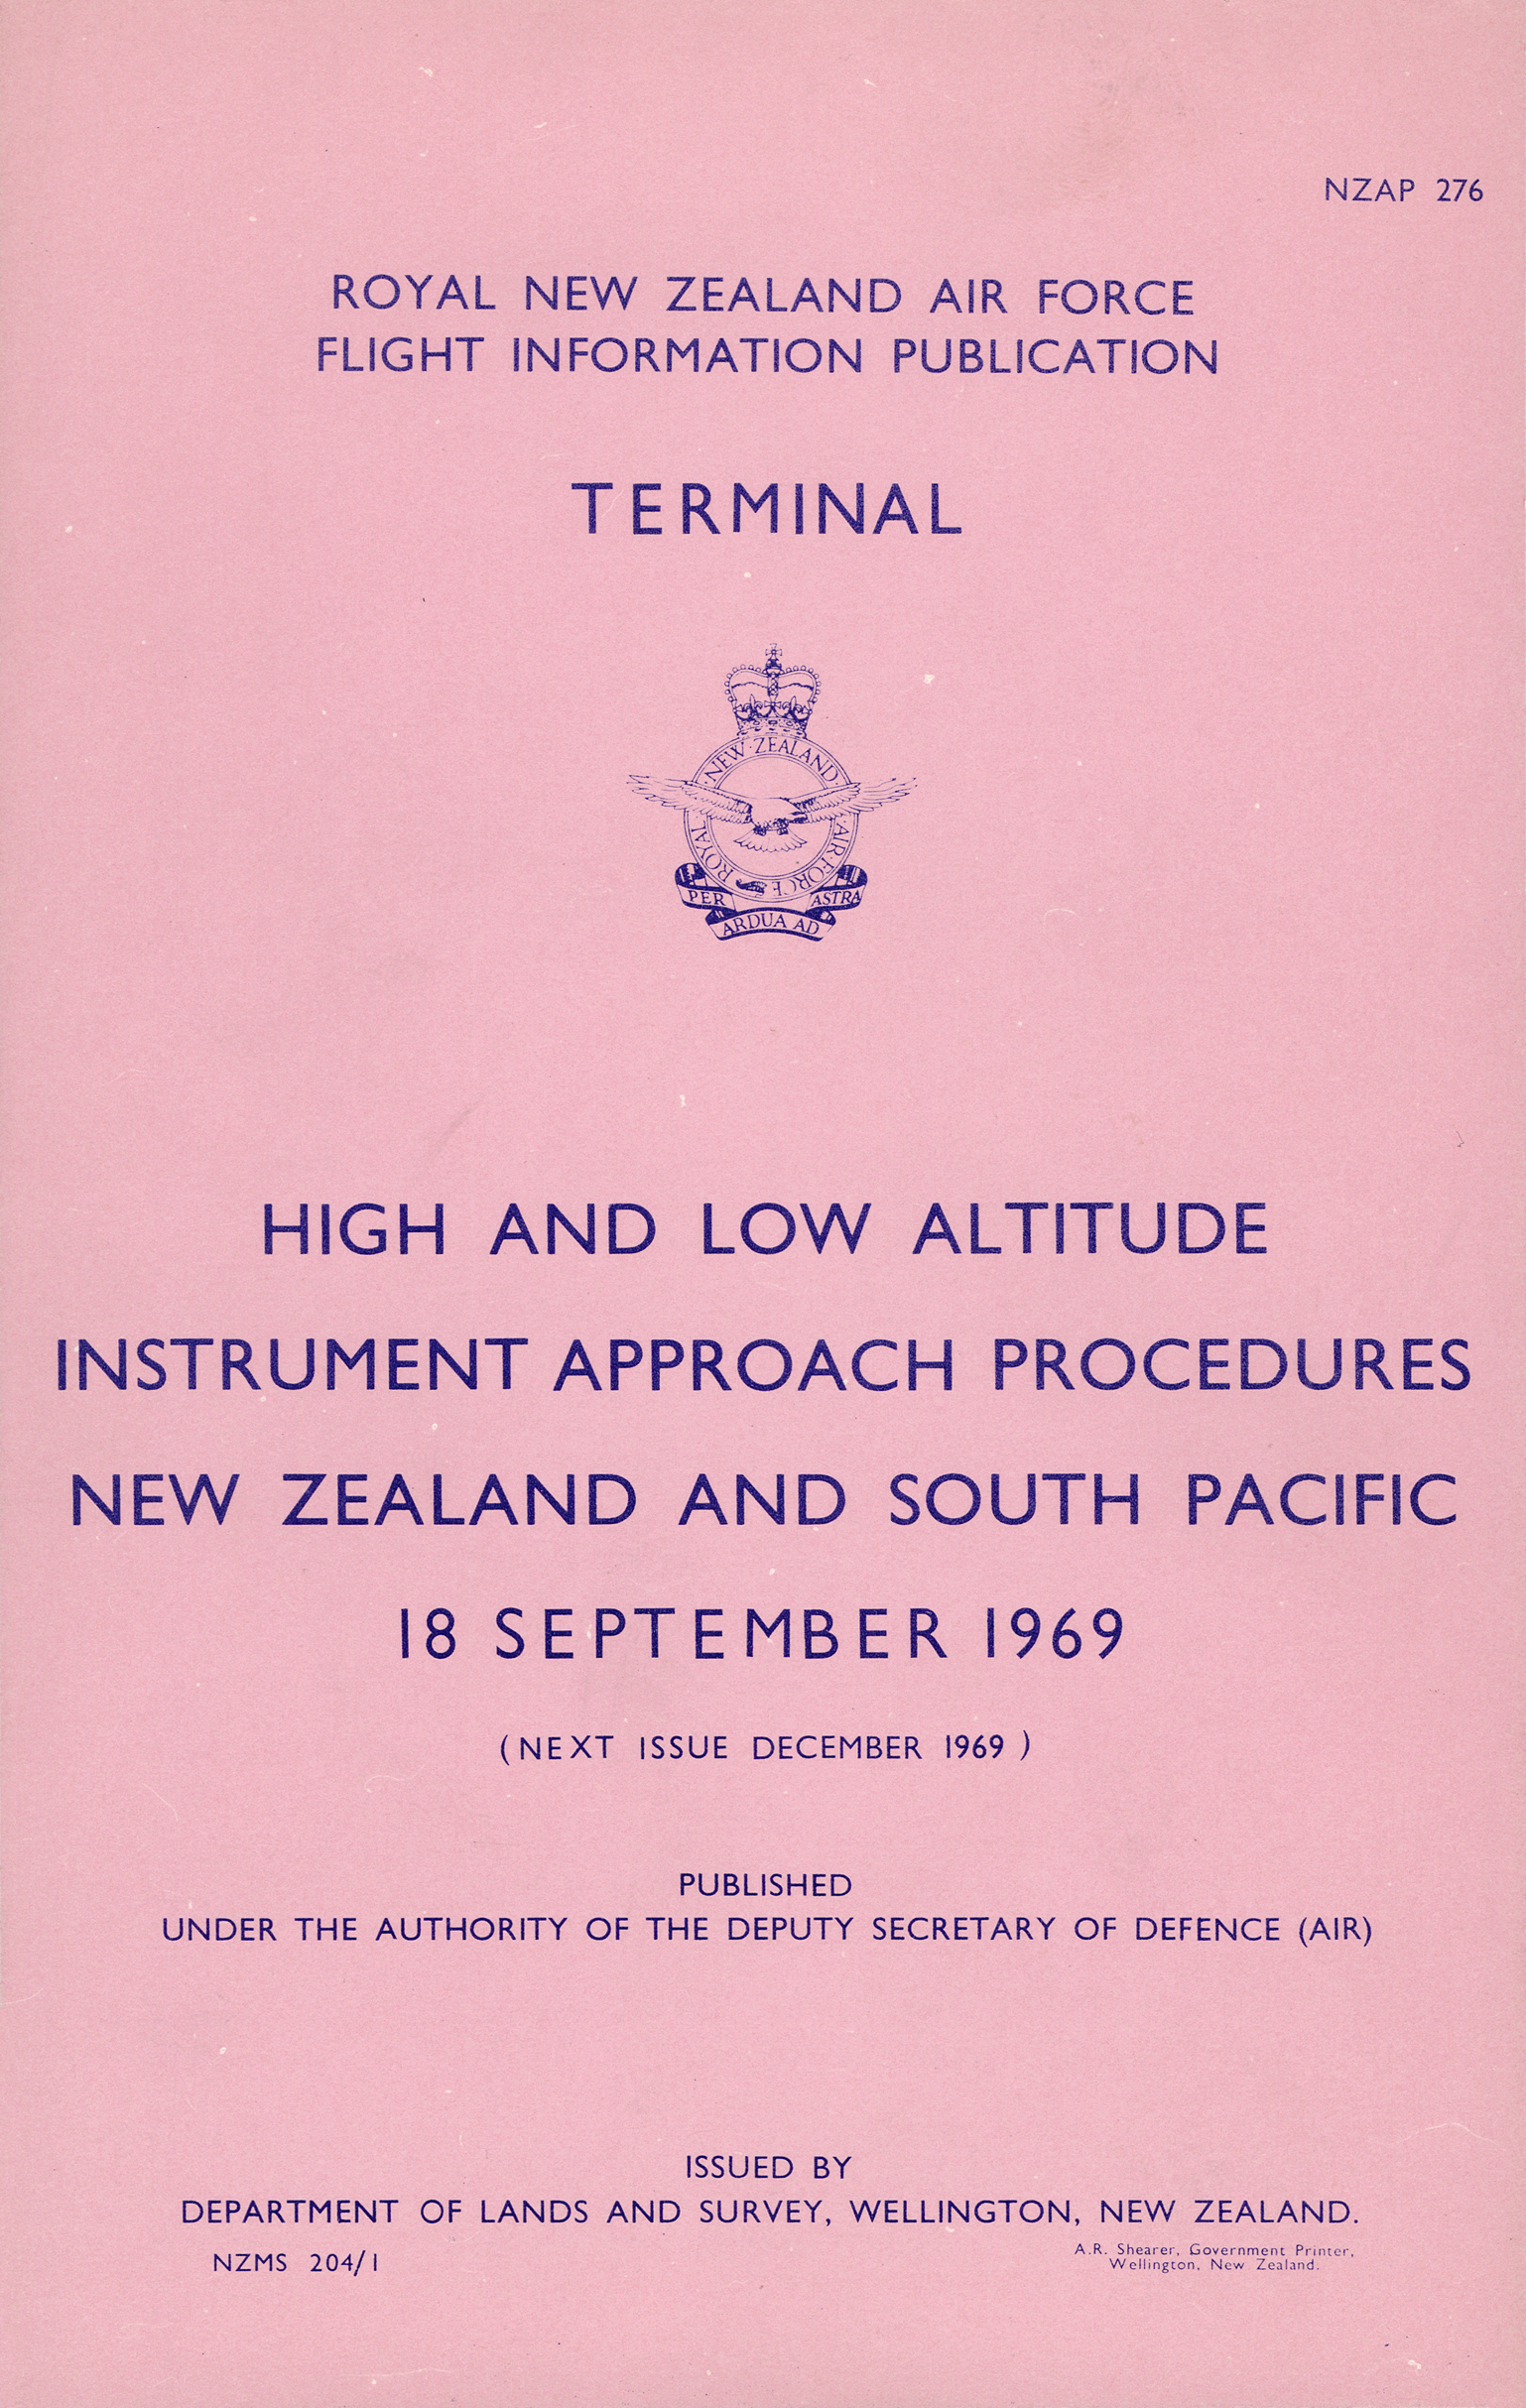 NZAP 276
ROYAL NEW ZEALAND AIR FORCE
FLIGHT INFORMATION PUBLICATION
TERMINAL
ROYAL · NEW · ZEALAND · AIR · FORCE
PER ARDUA AD ASTRA
HIGH AND LOW ALTITUDE
INSTRUMENT APPROACH PROCEDURES
NEW ZEALAND AND SOUTH PACIFIC
18 SEPTEMBER 1969
(NEXT ISSUE DECEMBER 1969)
PUBLISHED
UNDER THE AUTHORITY OF THE DEPUTY SECRETARY OF DEFENCE (AIR)
ISSUED BY
DEPARTMENT OF LANDS AND SURVEY, WELLINGTON, NEW ZEALAND.
NZMS 204/1
A.R. Shearer, Government Printer,
Wellington, New Zealand.